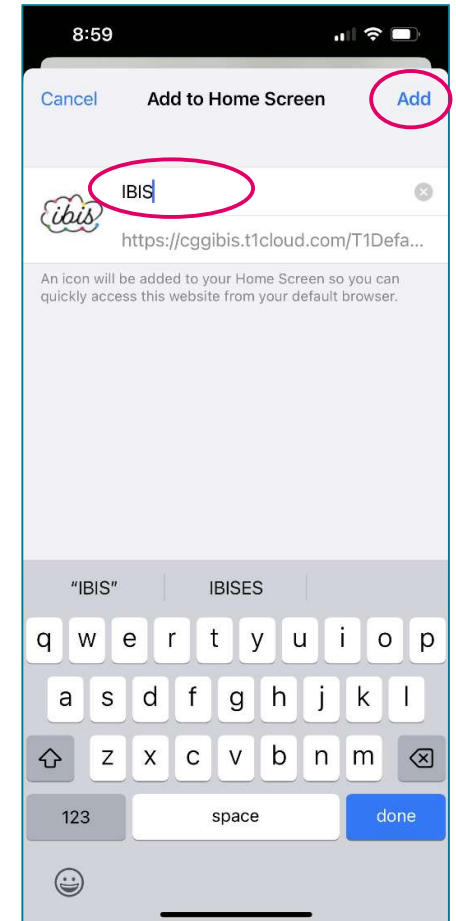 8:59
Cancel Add to Home Screen Add
IBIS
ibis
https://cggibis.t1cloud.com/T1Defa...
An icon will be added to your Home Screen so you can
quickly access this website from your default browser.
“IBIS” IBISES
q w e r t y u i o p
a s d f g h j k l
z x c v b n m
123 space done